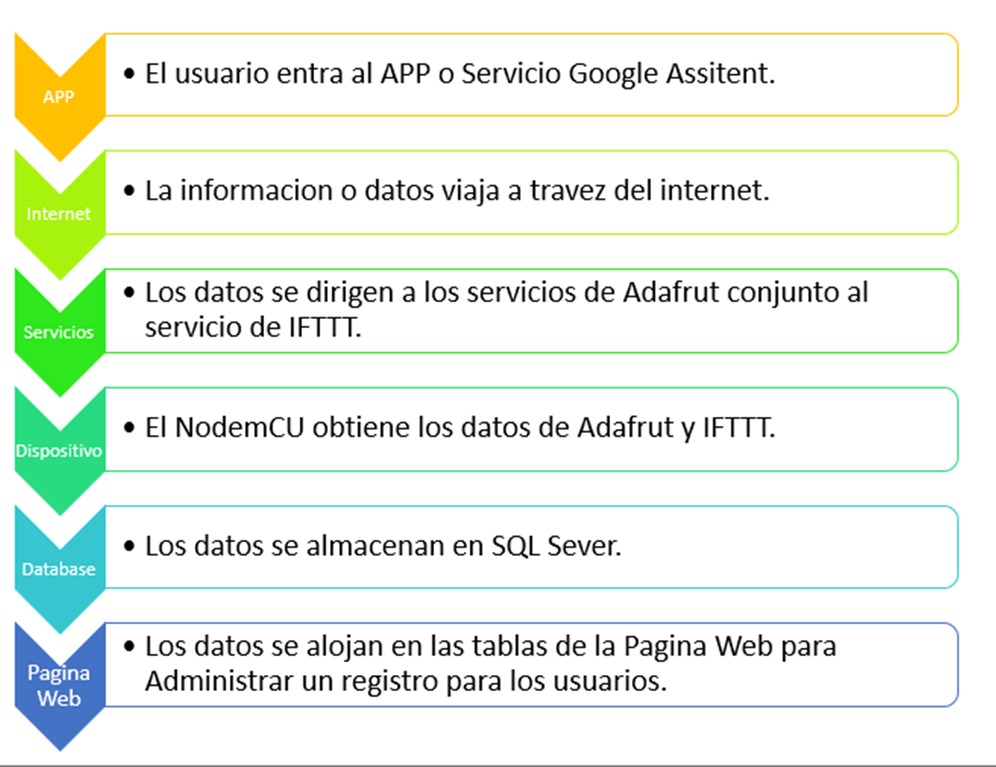 APP
• El usuario entra al APP o Servicio Google Assitent.
Internet
• La informacion o datos viaja a travez del internet.
Servicios
• Los datos se dirigen a los servicios de Adafrut conjunto al
servicio de IFTTT.
Dispositivo
• El NodemCU obtiene los datos de Adafrut y IFTTT.
Database
• Los datos se almacenan en SQL Sever.
Pagina
Web
• Los datos se alojan en las tablas de la Pagina Web para
Administrar un registro para los usuarios.